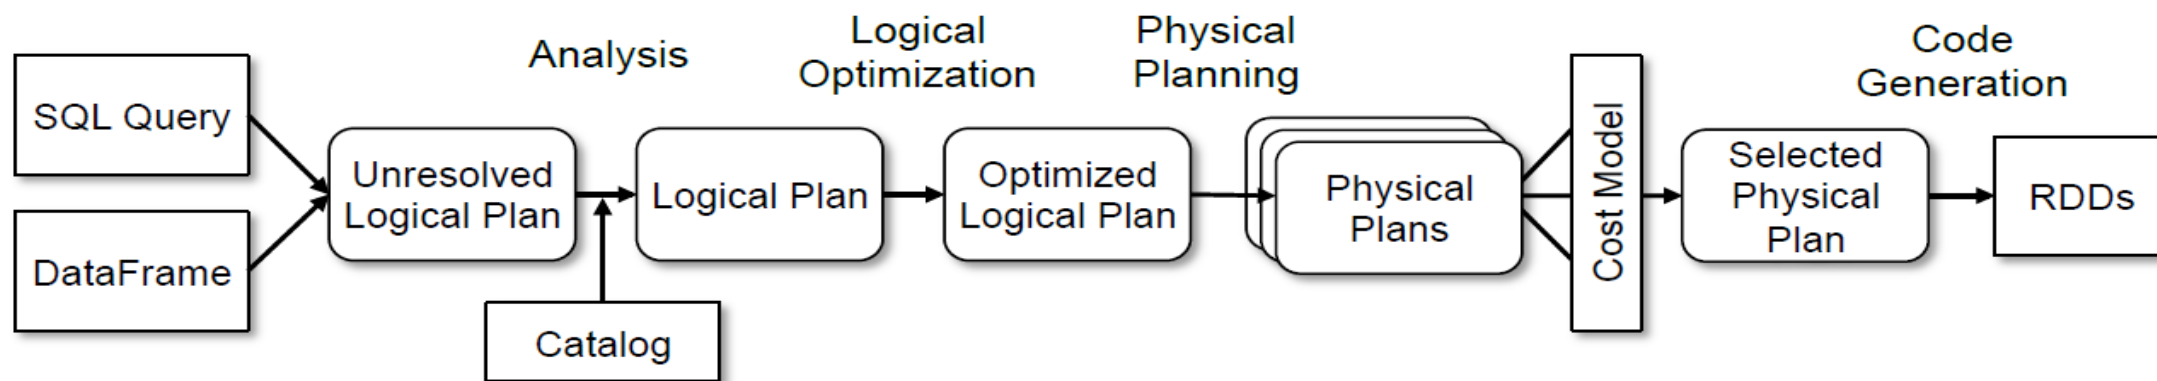 Analysis
Logical
Optimization
Physical
Planning
Code
Generation
SQL Query
DataFrame
Unresolved
Logical Plan
Catalog
Logical Plan
Optimized
Logical Plan
Physical
Plans
Cost Model
Selected
Physical
Plan
RDDs